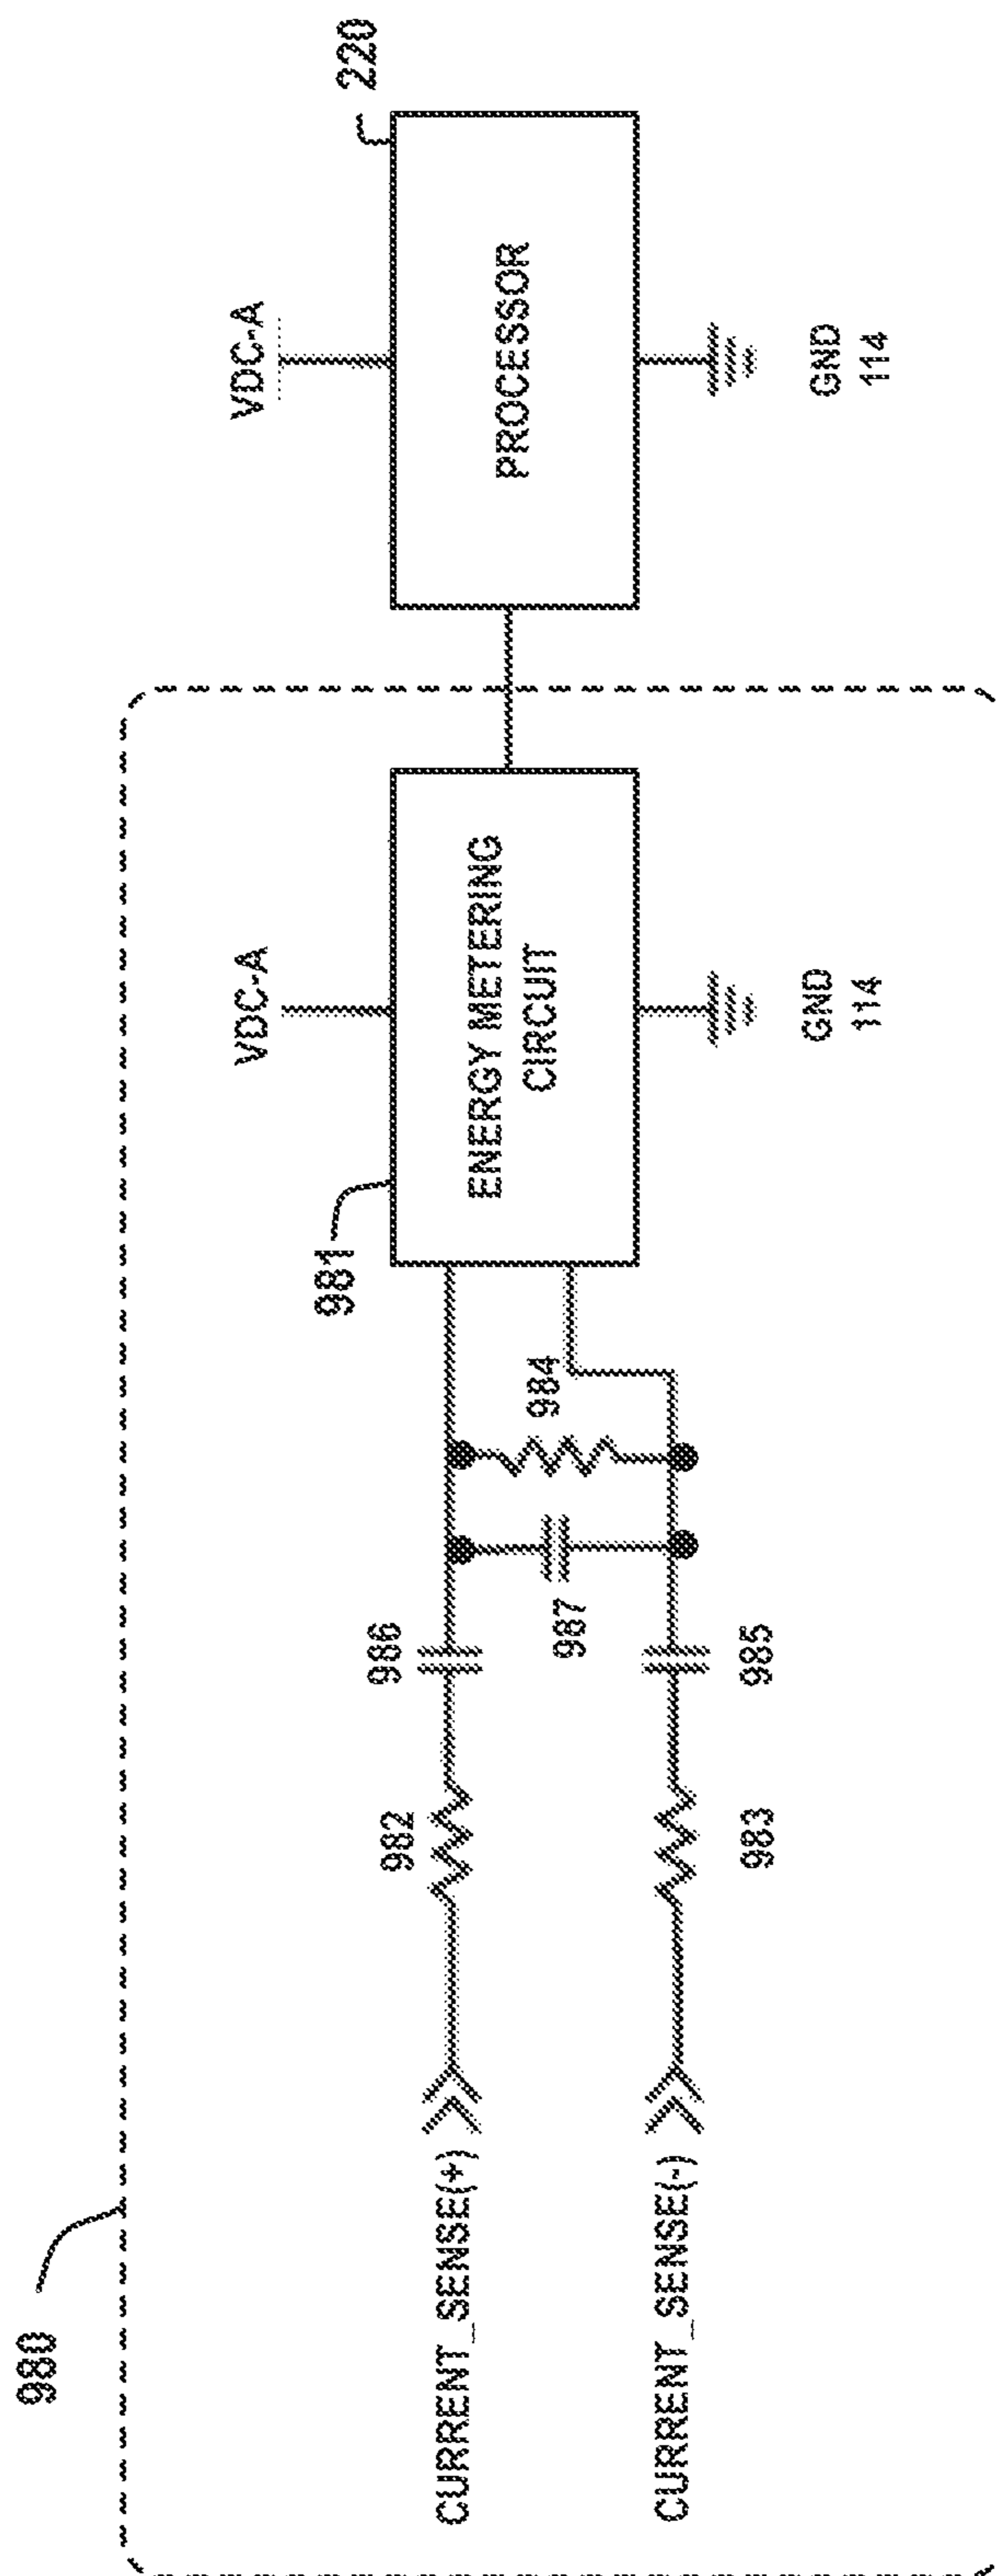 980
CURRENT_SENSE(+)
CURRENT_SENSE(-)
982
983
986
985
987
984
981
VDC-A
ENERGY METERING
CIRCUIT
GND
114
VDC-A
220
PROCESSOR
GND
114